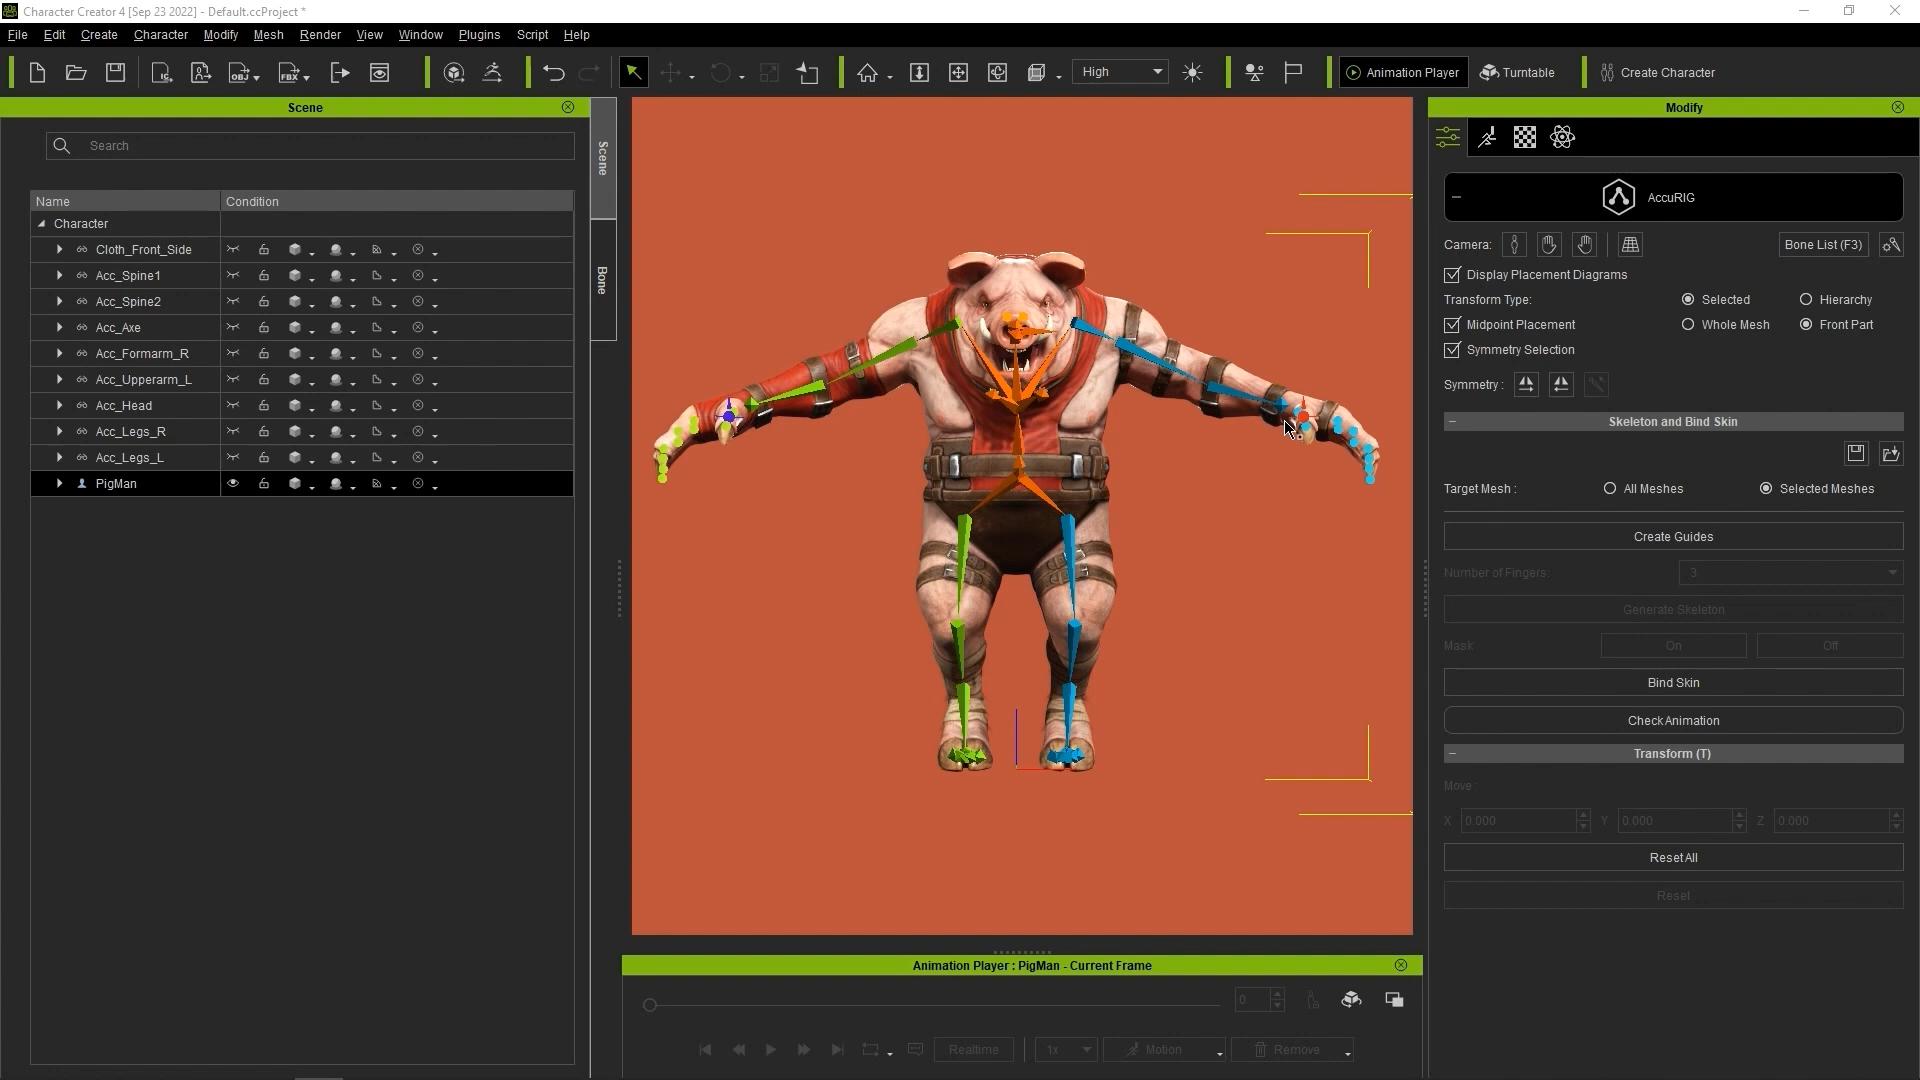 Character Creator 4 [Sep 23 2022] - Default.ccProject *
File Edit Create Character Modify Mesh Render View Window Plugins Script Help
IC OBJ FBX High Animation Player Turntable Create Character
Scene
Search
Name Condition
Character
Cloth_Front_Side
Acc_Spine1
Acc_Spine2
Acc_Axe
Acc_Formarm_R
Acc_Upperarm_L
Acc_Head
Acc_Legs_R
Acc_Legs_L
PigMan
Scene
Bone
Modify
AccuRIG
Camera: Bone List (F3)
Display Placement Diagrams
Transform Type: Selected Hierarchy
Midpoint Placement Whole Mesh Front Part
Symmetry Selection
Symmetry :
Skeleton and Bind Skin
Target Mesh : All Meshes Selected Meshes
Create Guides
Number of Fingers: 3
Generate Skeleton
Mask: On Off
Bind Skin
Check Animation
Transform (T)
Move
X 0.000 Y 0.000 Z 0.000
Reset All
Reset
Animation Player : PigMan - Current Frame
0
Realtime 1x Motion Remove